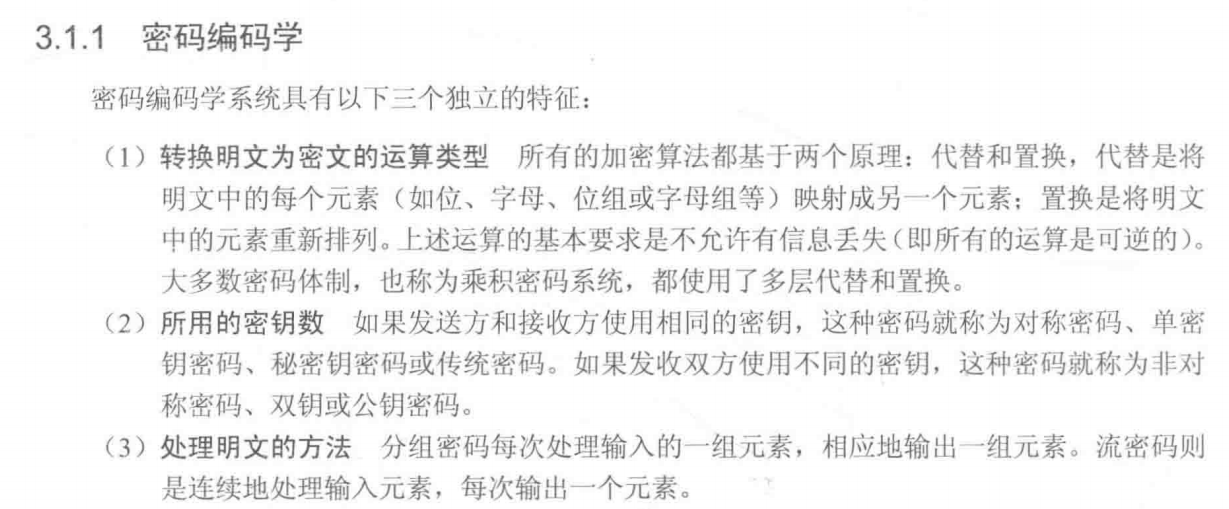 3.1.1 密码编码学
密码编码学系统具有以下三个独立的特征：
（1）转换明文为密文的运算类型 所有的加密算法都基于两个原理：代替和置换，代替是将
明文中的每个元素（如位、字母、位组或字母组等）映射成另一个元素；置换是将明文
中的元素重新排列。上述运算的基本要求是不允许有信息丢失（即所有的运算是可逆的）。
大多数密码体制，也称为乘积密码系统，都使用了多层代替和置换。
（2）所用的密钥数 如果发送方和接收方使用相同的密钥，这种密码就称为对称密码、单密
钥密码、秘密钥密码或传统密码。如果发收双方使用不同的密钥，这种密码就称为非对
称密码、双钥或公钥密码。
（3）处理明文的方法 分组密码每次处理输入的一组元素，相应地输出一组元素。流密码则
是连续地处理输入元素，每次输出一个元素。